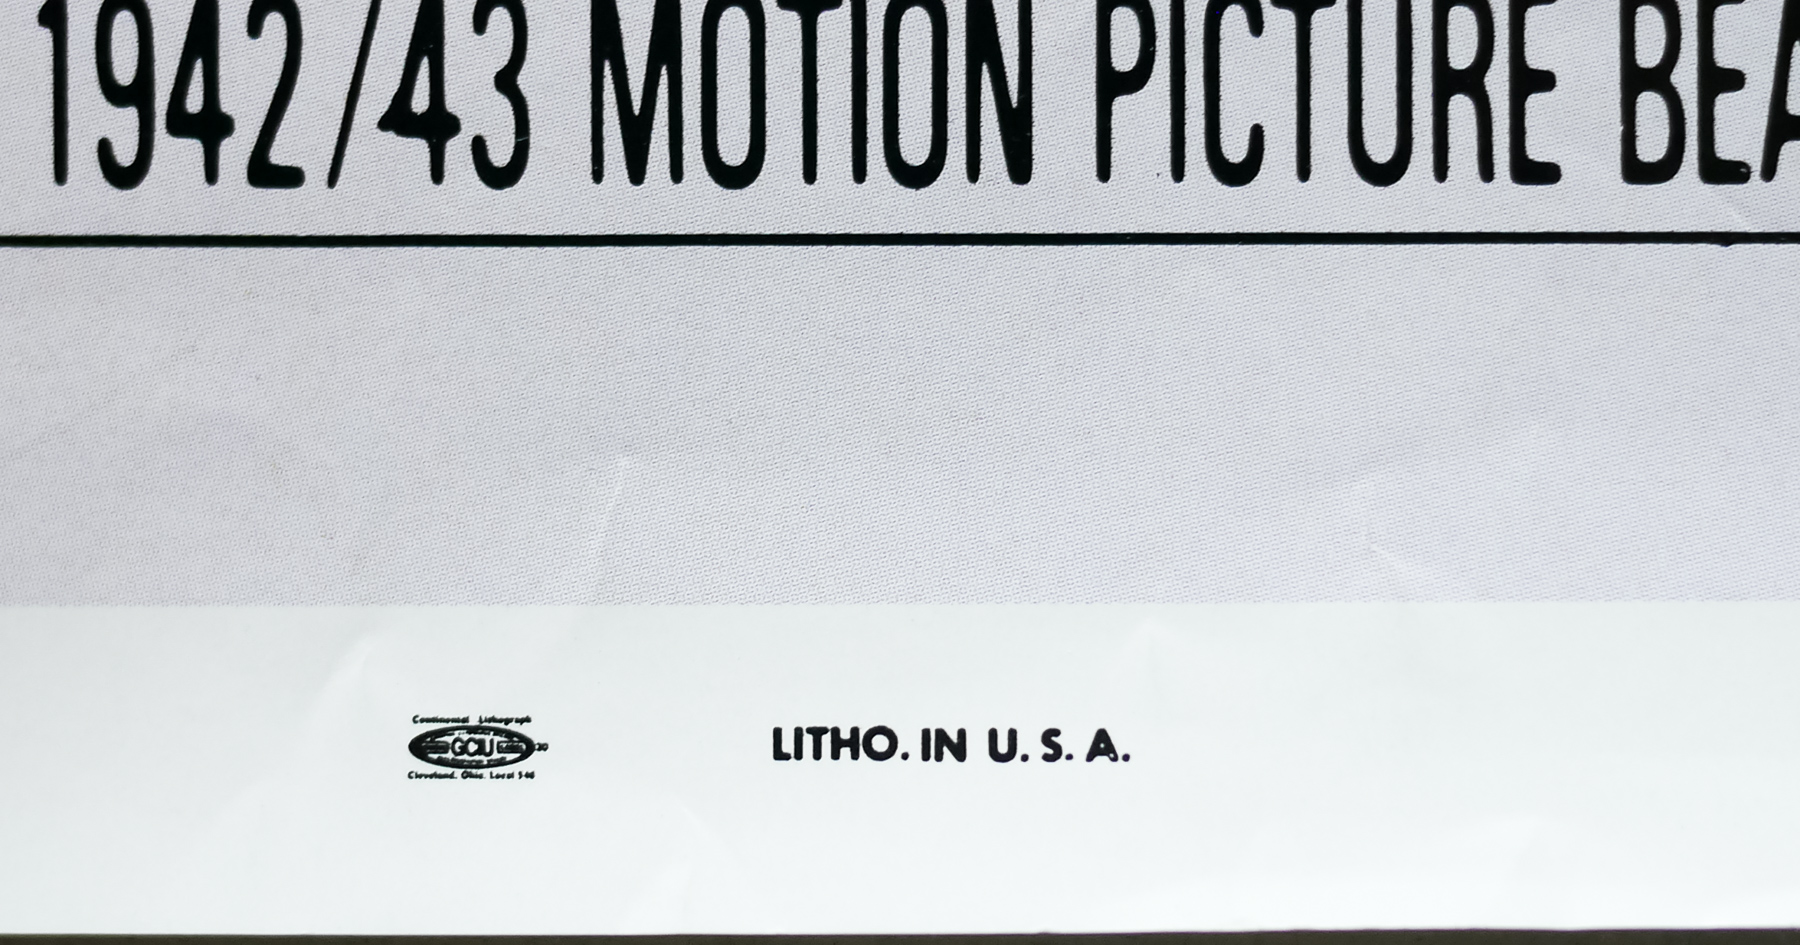 1942/43 MOTION PICTURE BEA
Continental Lithograph
GCIU
Cleveland, Ohio. Local 546
LITHO. IN U. S. A.